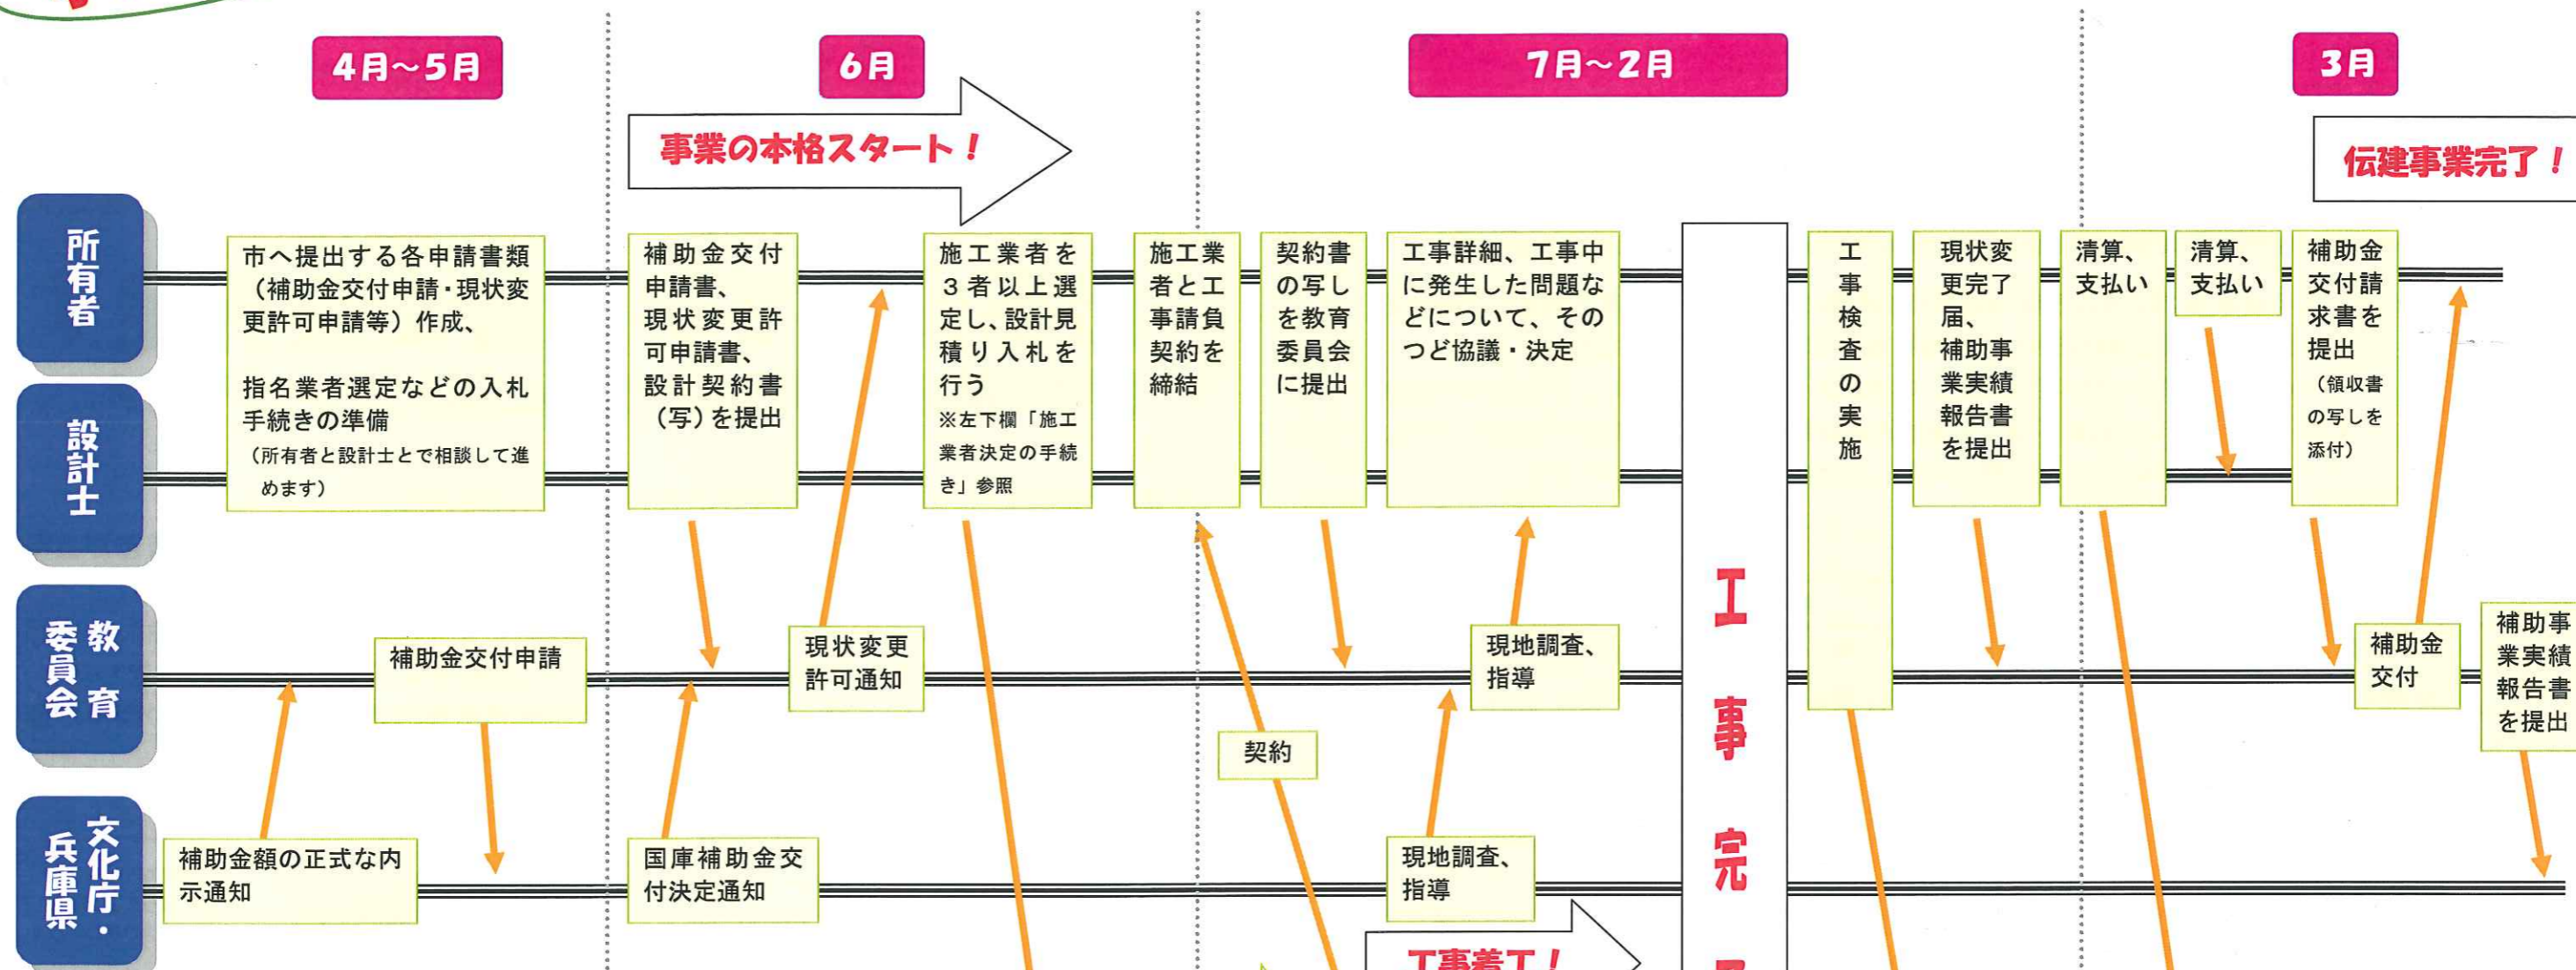 4月～5月
6月
7月～2月
3月
事業の本格スタート！
伝建事業完了！
所有者
市へ提出する各申請書類
（補助金交付申請・現状変
更許可申請等）作成、
指名業者選定などの入札
手続きの準備
（所有者と設計士とで相談して進
めます）
補助金交付
申請書、
現状変更許
可申請書、
設計契約書
（写）を提出
施工業者を
３者以上選
定し、設計見
積り入札を
行う
※左下欄「施工
業者決定の手続
き」参照
施工業
者と工
事請負
契約を
締結
契約書
の写し
を教育
委員会
に提出
工事詳細、工事中
に発生した問題な
どについて、その
つど協議・決定
工事検査の実施
現状変
更完了
届、
補助事
業実績
報告書
を提出
清算、
支払い
清算、
支払い
補助金
交付請
求書を
提出
（領収書
の写しを
添付）
設計士
教育
委員会
補助金交付申請
現状変更
許可通知
現地調査、
指導
補助金
交付
補助事
業実績
報告書
を提出
契約
文化庁・
兵庫県
補助金額の正式な内
示通知
国庫補助金交
付決定通知
現地調査、
指導
工事着工！
工事完